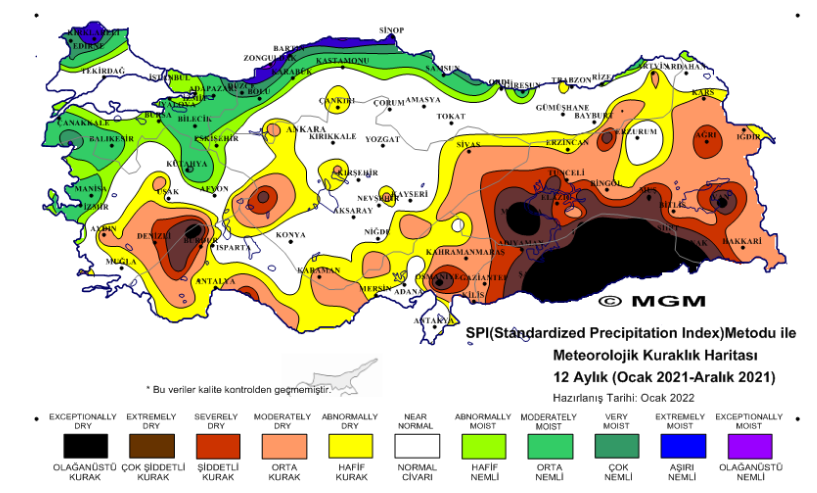 SİNOP
KIRKLARELİ
EDİRNE
BARTIN
ZONGULDAK
KASTAMONU
TEKİRDAĞ
İSTANBUL
KARABÜK
SAMSUN
ARTVİN
ARDAHAN
ADAPAZARI
DÜZCE
BOLU
ORDU
GİRESUN
TRABZON
RİZE
KARS
YALOVA
ÇANKIRI
ÇORUM
AMASYA
GÜMÜŞHANE
BAYBURT
ÇANAKKALE
BURSA
BİLECİK
TOKAT
BALIKESİR
ESKİŞEHİR
ANKARA
KIRIKKALE
YOZGAT
SİVAS
ERZİNCAN
ERZURUM
AĞRI
IĞDIR
KÜTAHYA
KIRŞEHİR
TUNCELİ
BİNGÖL
MUŞ
MANİSA
UŞAK
AFYON
NEVŞEHİR
KAYSERİ
ELAZIĞ
BİTLİS
VAN
İZMİR
AKSARAY
AYDIN
DENİZLİ
BURDUR
ISPARTA
KONYA
NİĞDE
ADIYAMAN
SİİRT
HAKKARİ
MUĞLA
ANTALYA
KARAMAN
KAHRAMANMARAŞ
MERSİN
ADANA
OSMANİYE
GAZİANTEP
KİLİS
ANTAKYA
© MGM
SPI(Standardized Precipitation Index)Metodu ile
Meteorolojik Kuraklık Haritası
12 Aylık (Ocak 2021-Aralık 2021)
* Bu veriler kalite kontrolden geçmemiştir.
Hazırlanış Tarihi: Ocak 2022
EXCEPTIONALLY DRY
EXTREMELY DRY
SEVERELY DRY
MODERATELY DRY
ABNORMALLY DRY
NEAR NORMAL
ABNORMALLY MOIST
MODERATELY MOIST
VERY MOIST
EXTREMELY MOIST
EXCEPTIONALLY MOIST
OLAĞANÜSTÜ KURAK
ÇOK ŞİDDETLİ KURAK
ŞİDDETLİ KURAK
ORTA KURAK
HAFİF KURAK
NORMAL CİVARI
HAFİF NEMLİ
ORTA NEMLİ
ÇOK NEMLİ
AŞIRI NEMLİ
OLAĞANÜSTÜ NEMLİ